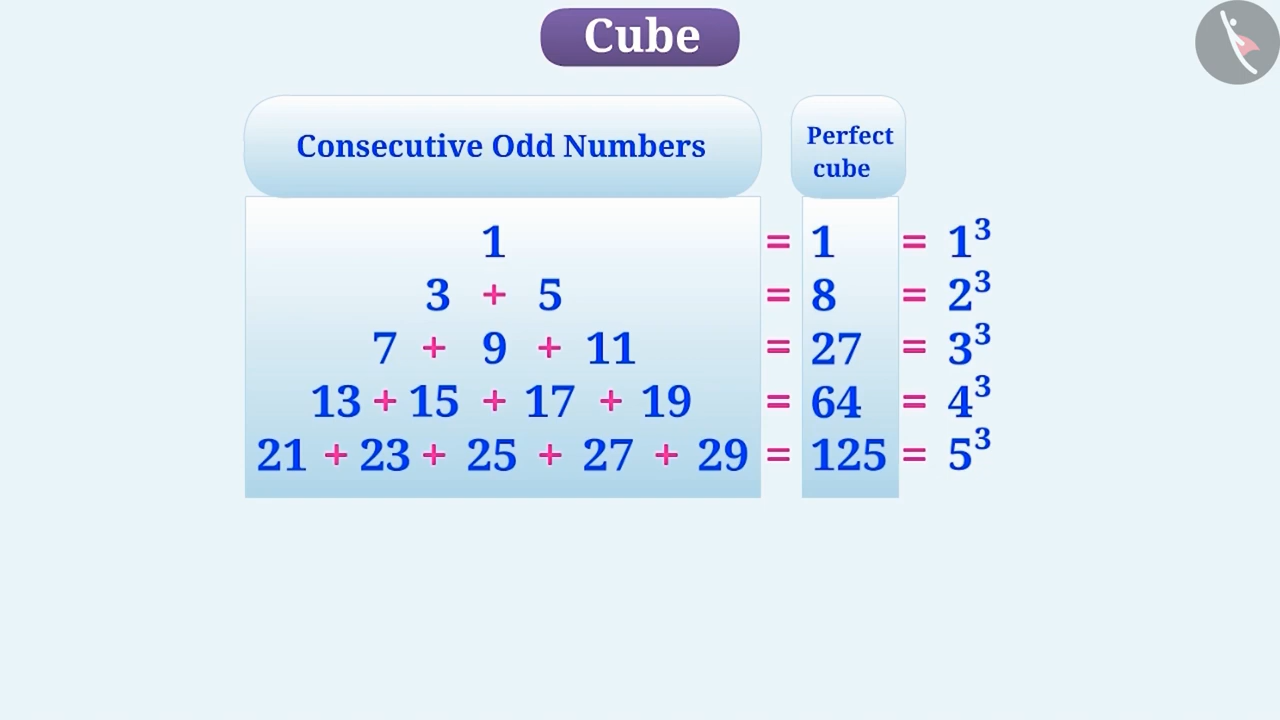 Cube
Consecutive Odd Numbers
Perfect
cube
1 = 1 = 1³
3 + 5 = 8 = 2³
7 + 9 + 11 = 27 = 3³
13 + 15 + 17 + 19 = 64 = 4³
21 + 23 + 25 + 27 + 29 = 125 = 5³